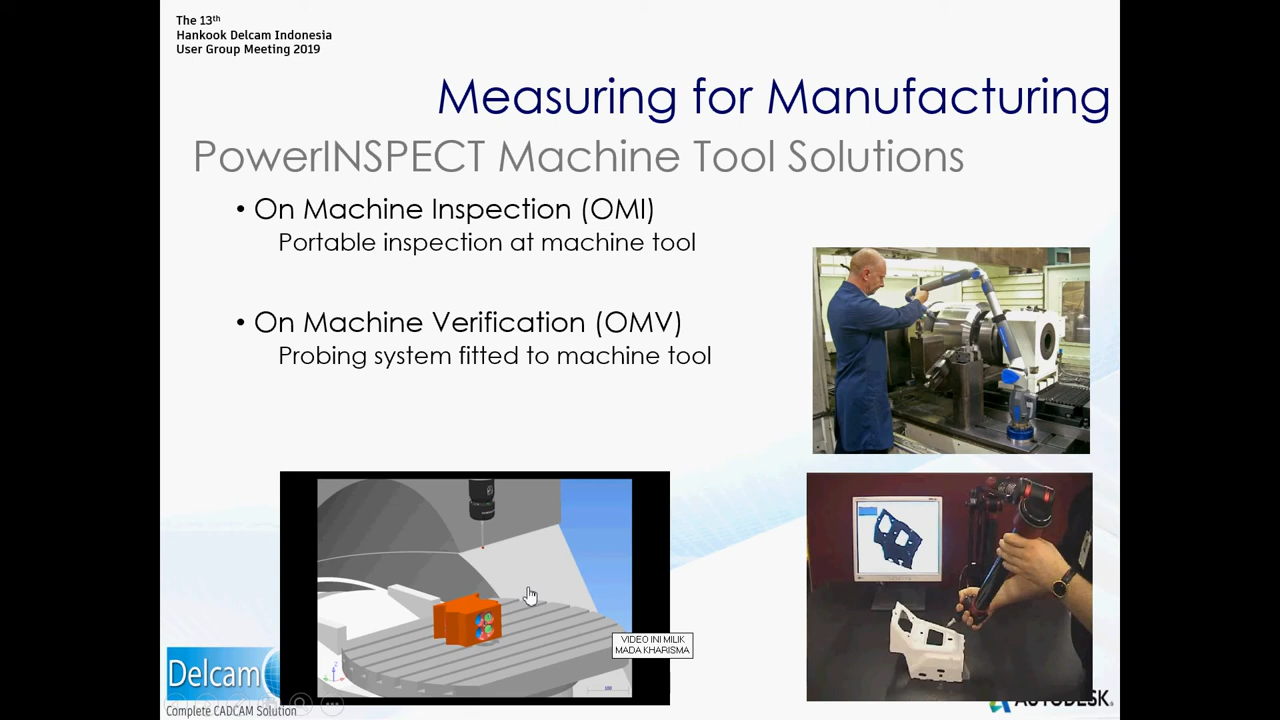 The 13th
Hankook Delcam Indonesia
User Group Meeting 2019
Measuring for Manufacturing
PowerINSPECT Machine Tool Solutions
• On Machine Inspection (OMI)
Portable inspection at machine tool
• On Machine Verification (OMV)
Probing system fitted to machine tool
VIDEO INI MILIK
MADA KHARISMA
Delcam
Complete CADCAM Solution
AUTODESK